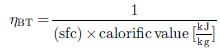 η_BT = 1 / ((sfc) × calorific value [kJ/kg])